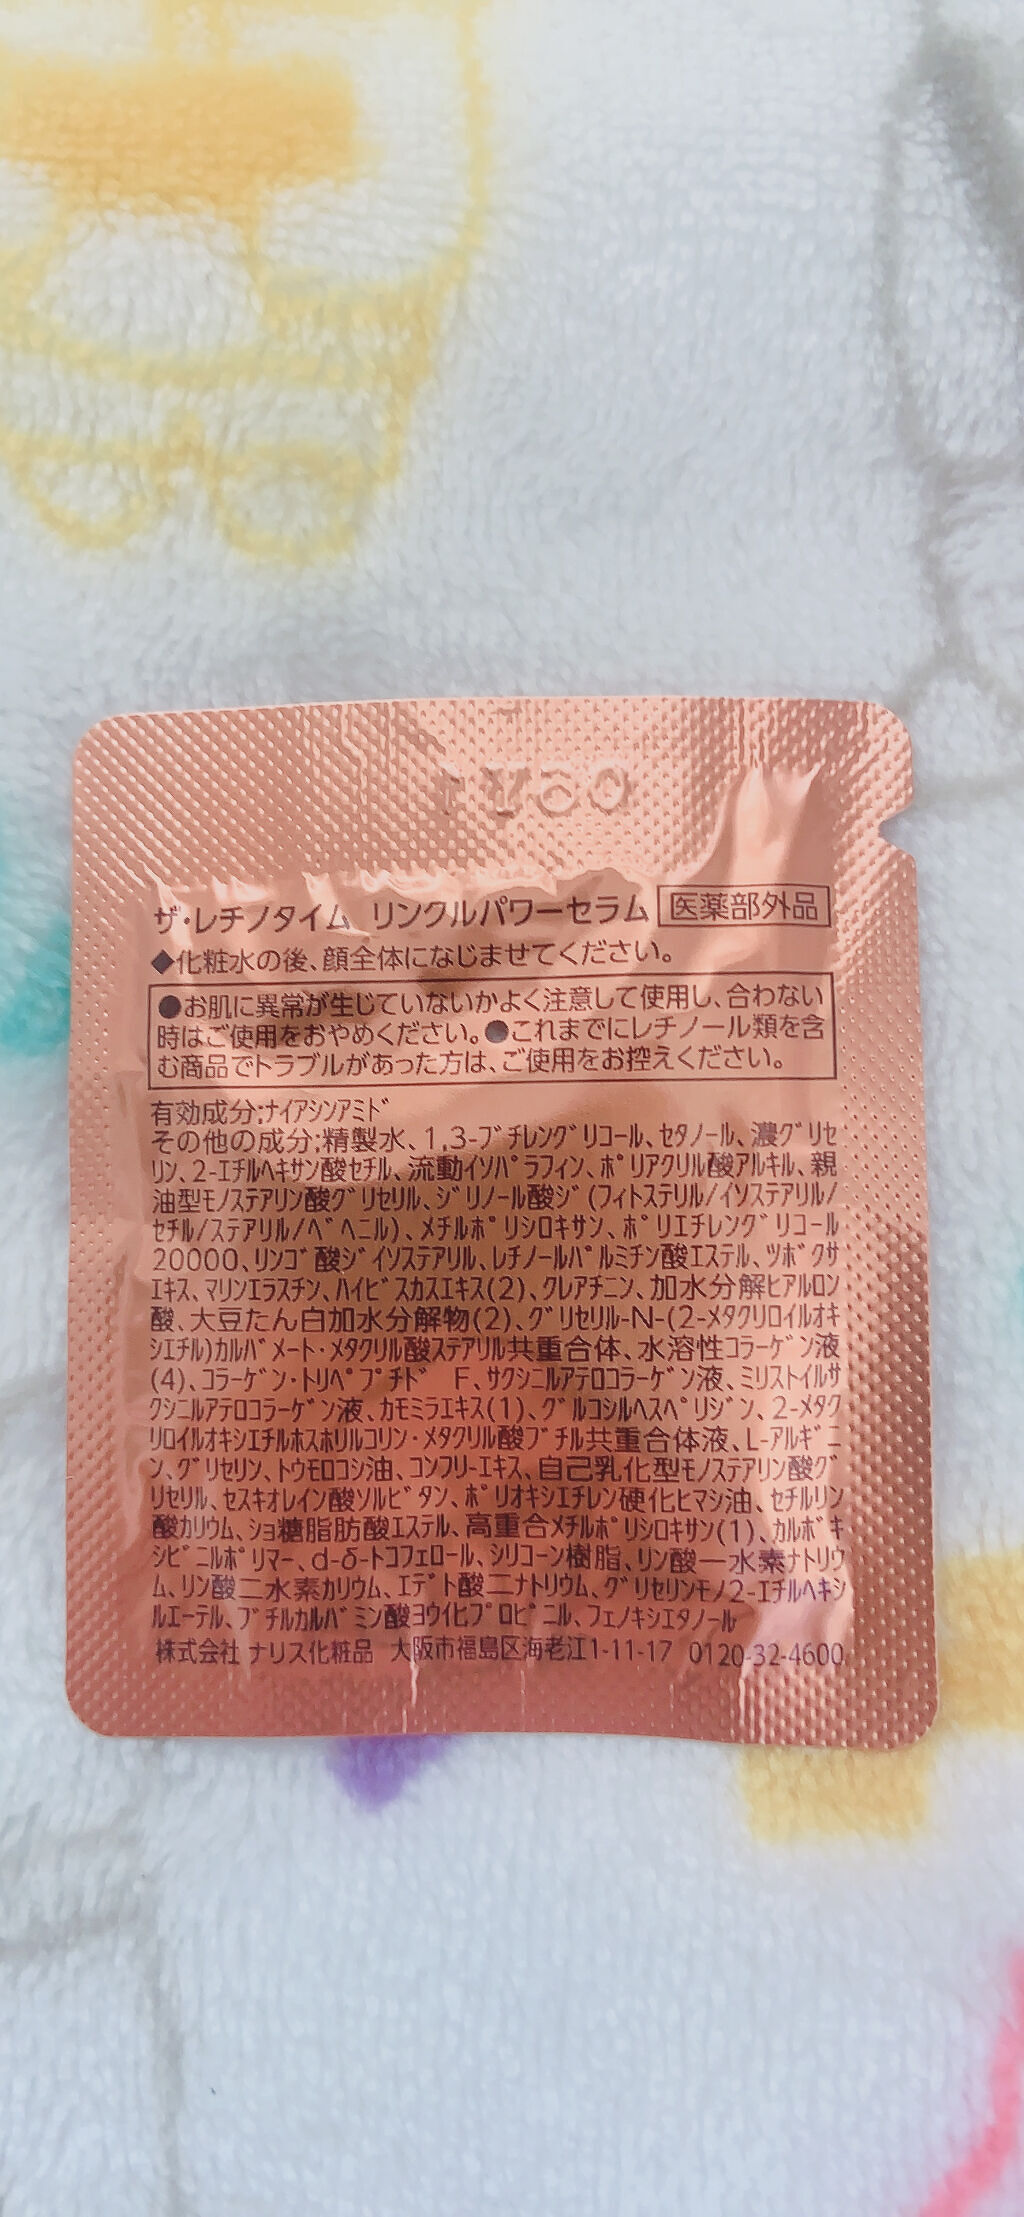 ザ・レチノタイム リンクルパワーセラム 医薬部外品
◆化粧水の後、顔全体になじませてください。
●お肌に異常が生じていないかよく注意して使用し、合わない
時はご使用をおやめください。●これまでにレチノール類を含
む商品でトラブルがあった方は、ご使用をお控えください。
有効成分;ﾅｲｱｼﾝｱﾐﾄﾞ
その他の成分;精製水、1,3-ﾌﾞﾁﾚﾝｸﾞﾘｺｰﾙ、ｾﾀﾉｰﾙ、濃ｸﾞﾘｾ
ﾘﾝ、2-ｴﾁﾙﾍｷｻﾝ酸ｾﾁﾙ、流動ｲｿﾊﾟﾗﾌｨﾝ、ﾎﾟﾘｱｸﾘﾙ酸ｱﾙｷﾙ、親
油型ﾓﾉｽﾃｱﾘﾝ酸ｸﾞﾘｾﾘﾙ、ｼﾞﾘﾉｰﾙ酸ｼﾞ(ﾌｨﾄｽﾃﾘﾙ/ｲｿｽﾃｱﾘﾙ/
ｾﾁﾙ/ｽﾃｱﾘﾙ/ﾍﾞﾍﾆﾙ)、ﾒﾁﾙﾎﾟﾘｼﾛｷｻﾝ、ﾎﾟﾘｴﾁﾚﾝｸﾞﾘｺｰﾙ
20000、ﾘﾝｺﾞ酸ｼﾞｲｿｽﾃｱﾘﾙ、ﾚﾁﾉｰﾙﾊﾟﾙﾐﾁﾝ酸ｴｽﾃﾙ、ﾂﾎﾞｸｻ
ｴｷｽ、ﾏﾘﾝｴﾗｽﾁﾝ、ﾊｲﾋﾞｽｶｽｴｷｽ(2)、ｸﾚｱﾁﾆﾝ、加水分解ﾋｱﾙﾛﾝ
酸、大豆たん白加水分解物(2)、ｸﾞﾘｾﾘﾙ-N-(2-ﾒﾀｸﾘﾛｲﾙｵｷ
ｼｴﾁﾙ)ｶﾙﾊﾞﾒｰﾄ･ﾒﾀｸﾘﾙ酸ｽﾃｱﾘﾙ共重合体、水溶性ｺﾗｰｹﾞﾝ液
(4)、ｺﾗｰｹﾞﾝ･ﾄﾘﾍﾟﾌﾟﾁﾄﾞ F、ｻｸｼﾆﾙｱﾃﾛｺﾗｰｹﾞﾝ液、ﾐﾘｽﾄｲﾙｻ
ｸｼﾆﾙｱﾃﾛｺﾗｰｹﾞﾝ液、ｶﾓﾐﾗｴｷｽ(1)、ｸﾞﾙｺｼﾙﾍｽﾍﾟﾘｼﾞﾝ、2-ﾒﾀｸ
ﾘﾛｲﾙｵｷｼｴﾁﾙﾎｽﾎﾘﾙｺﾘﾝ･ﾒﾀｸﾘﾙ酸ﾌﾞﾁﾙ共重合体液、L-ｱﾙｷﾞﾆ
ﾝ、ｸﾞﾘｾﾘﾝ、ﾄｳﾓﾛｺｼ油、ｺﾝﾌﾘｰｴｷｽ、自己乳化型ﾓﾉｽﾃｱﾘﾝ酸ｸﾞ
ﾘｾﾘﾙ、ｾｽｷｵﾚｲﾝ酸ｿﾙﾋﾞﾀﾝ、ﾎﾟﾘｵｷｼｴﾁﾚﾝ硬化ﾋﾏｼ油、ｾﾁﾙﾘﾝ
酸ｶﾘｳﾑ、ｼｮ糖脂肪酸ｴｽﾃﾙ、高重合ﾒﾁﾙﾎﾟﾘｼﾛｷｻﾝ(1)、ｶﾙﾎﾞｷ
ｼﾋﾞﾆﾙﾎﾟﾘﾏｰ、d-δ-ﾄｺﾌｪﾛｰﾙ、ｼﾘｺｰﾝ樹脂、ﾘﾝ酸一水素ﾅﾄﾘｳ
ﾑ、ﾘﾝ酸二水素ｶﾘｳﾑ、ｴﾃﾞﾄ酸二ﾅﾄﾘｳﾑ、ｸﾞﾘｾﾘﾝﾓﾉ2-ｴﾁﾙﾍｷｼ
ﾙｴｰﾃﾙ、ﾌﾞﾁﾙｶﾙﾊﾞﾐﾝ酸ﾖｳｲﾋﾌﾟﾛﾋﾟﾆﾙ、ﾌｪﾉｷｼｴﾀﾉｰﾙ
株式会社 ナリス化粧品 大阪市福島区海老江1-11-17 0120-32-4600